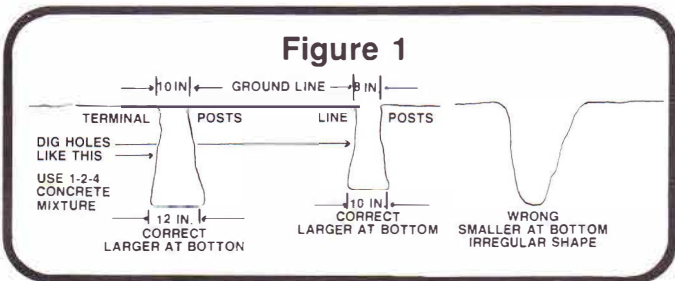 Figure 1
10 IN. GROUND LINE 8 IN.
TERMINAL POSTS LINE POSTS
DIG HOLES
LIKE THIS
USE 1-2-4
CONCRETE
MIXTURE
12 IN.
CORRECT
LARGER AT BOTTON
10 IN.
CORRECT
LARGER AT BOTTOM
WRONG
SMALLER AT BOTTOM
IRREGULAR SHAPE